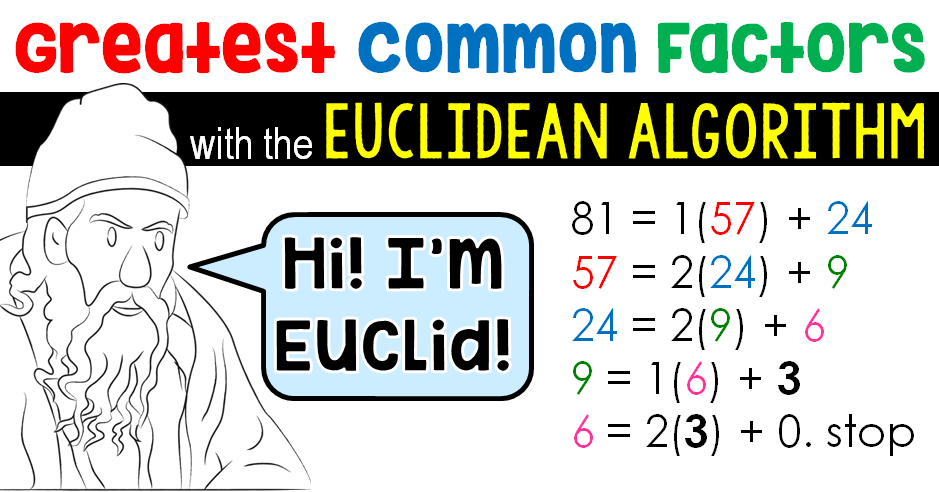 Greatest Common Factors
with the EUCLIDEAN ALGORITHM
Hi! I'm
Euclid!
81 = 1(57) + 24
57 = 2(24) + 9
24 = 2(9) + 6
9 = 1(6) + 3
6 = 2(3) + 0. stop